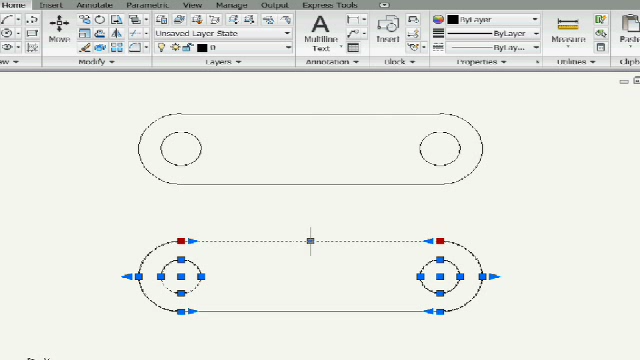 Home Insert Annotate Parametric View Manage Output Express Tools
Unsaved Layer State
0
Move
Multiline
Text
Insert
ByLayer
ByLayer
ByLay...
Measure
Paste
Modify
Layers
Annotation
Block
Properties
Utilities